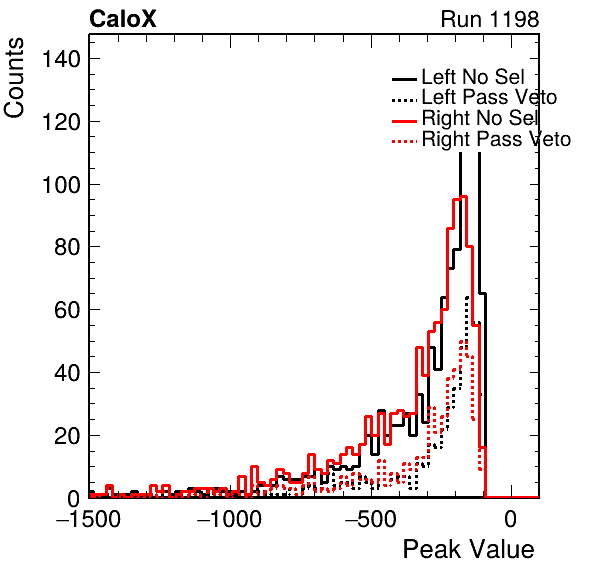 CaloX Run 1198
Counts
140
120
100
80
60
40
20
0
Left No Sel
Left Pass Veto
Right No Sel
Right Pass Veto
−1500 −1000 −500 0
Peak Value